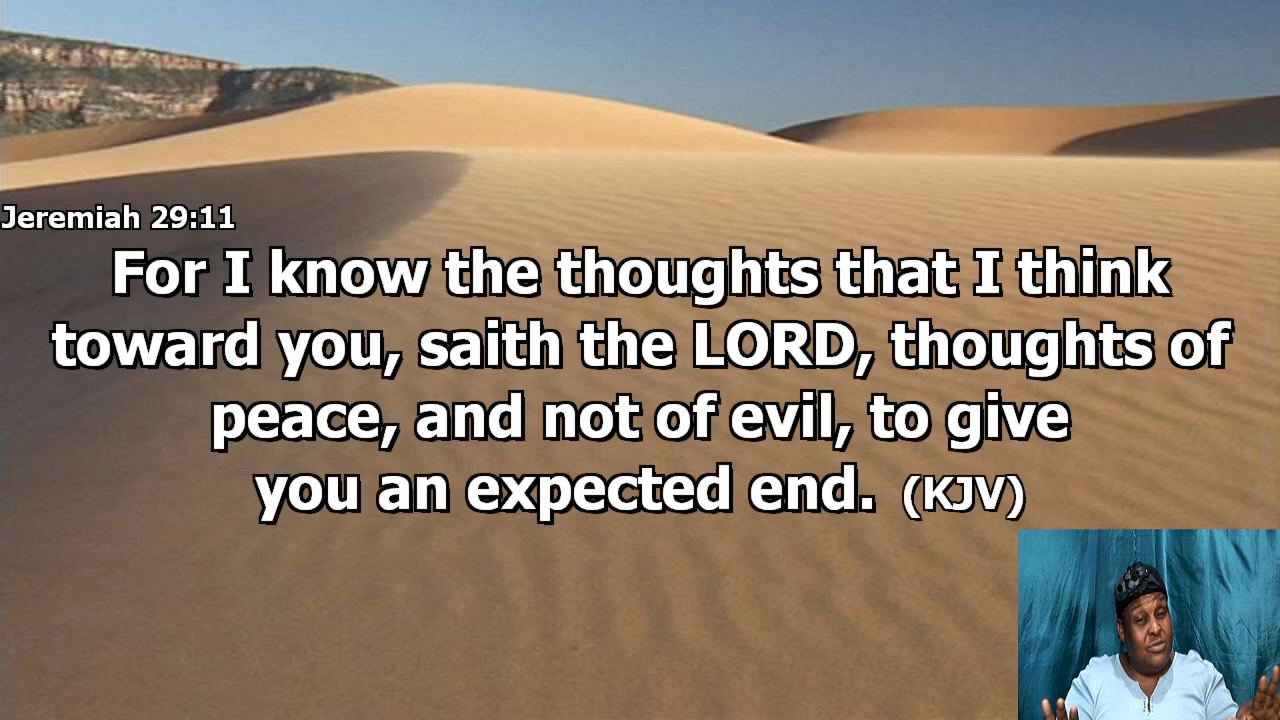 Jeremiah 29:11
For I know the thoughts that I think
toward you, saith the LORD, thoughts of
peace, and not of evil, to give
you an expected end. (KJV)